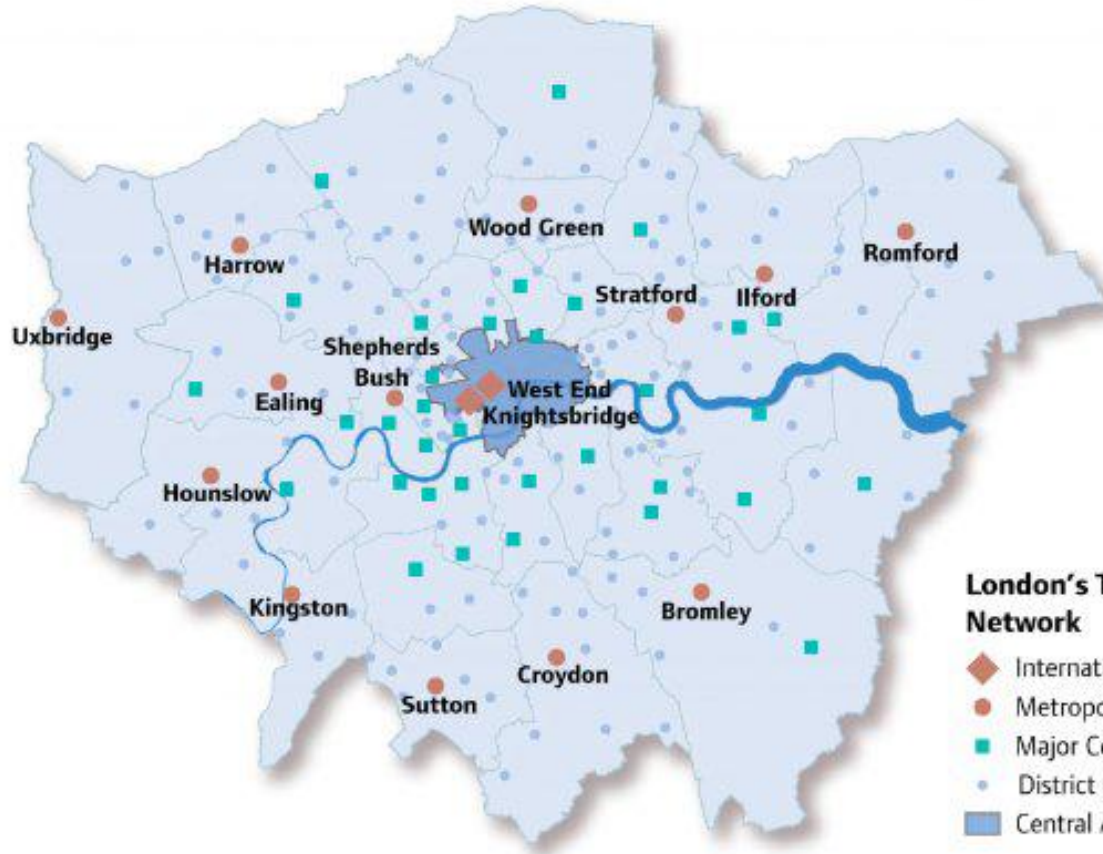 Wood Green
Romford
Harrow
Ilford
Stratford
Uxbridge
Shepherds
Bush
West End
Ealing
Knightsbridge
Hounslow
Kingston
Bromley
Croydon
Sutton
London's T
Network
Internat
Metropo
Major Ce
District
Central A